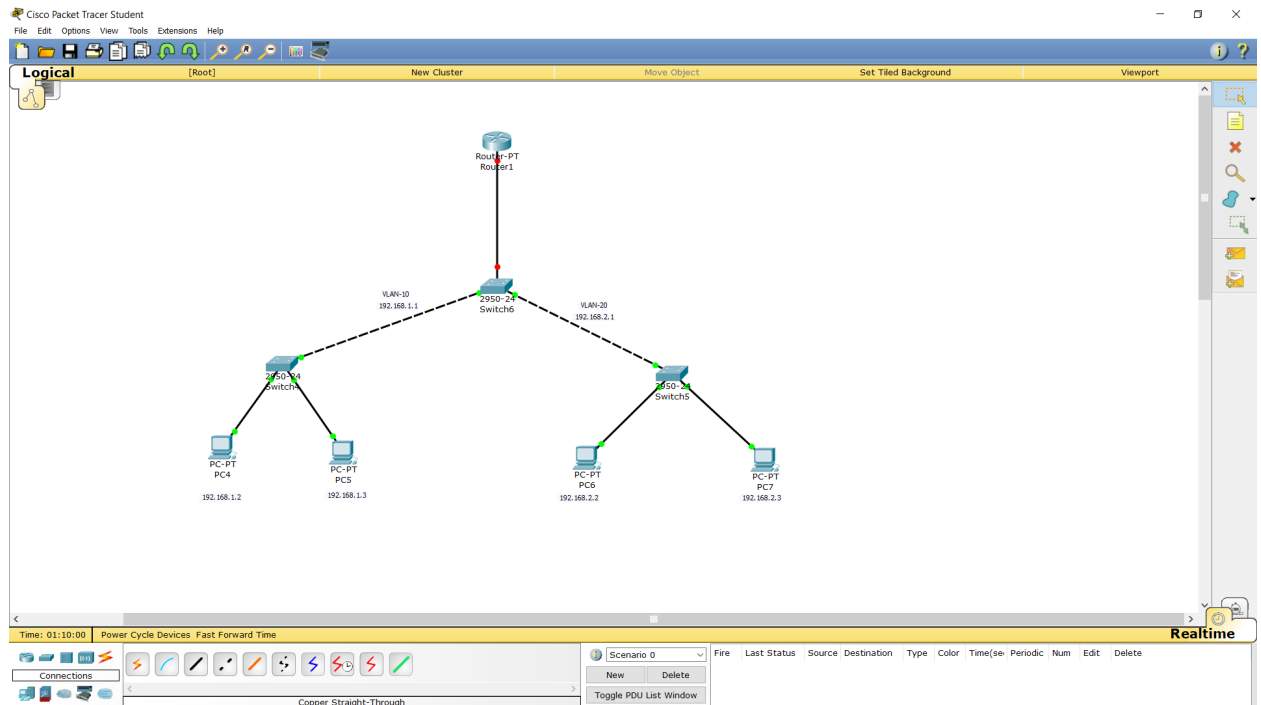 Cisco Packet Tracer Student
File Edit Options View Tools Extensions Help
Logical [Root] New Cluster Move Object Set Tiled Background Viewport
Router-PT
Router1
VLAN-10
192.168.1.1
2950-24
Switch6
VLAN-20
192.168.2.1
2950-24
Switch4
2950-24
Switch5
PC-PT
PC4
192.168.1.2
PC-PT
PC5
192.168.1.3
PC-PT
PC6
192.168.2.2
PC-PT
PC7
192.168.2.3
Time: 01:10:00 Power Cycle Devices Fast Forward Time Realtime
Connections
Copper Straight-Through
Scenario 0
New Delete
Toggle PDU List Window
Fire Last Status Source Destination Type Color Time(se Periodic Num Edit Delete